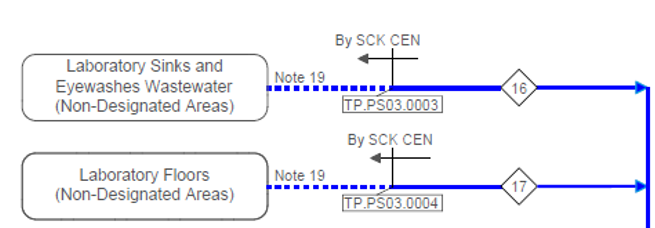 By SCK CEN
Laboratory Sinks and
Eyewashes Wastewater
(Non-Designated Areas)
Note 19
16
TP.PS03.0003
By SCK CEN
Laboratory Floors
(Non-Designated Areas)
Note 19
17
TP.PS03.0004